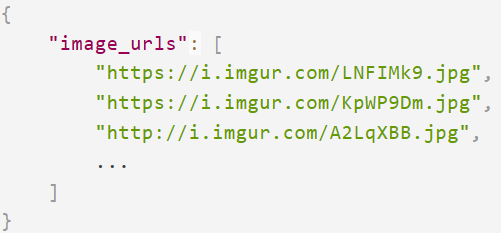 {
    "image_urls": [
        "https://i.imgur.com/LNFIMk9.jpg",
        "https://i.imgur.com/KpWP9Dm.jpg",
        "http://i.imgur.com/A2LqXBB.jpg",
        ...
    ]
}